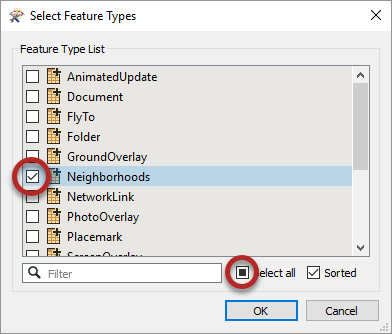 Select Feature Types
Feature Type List
AnimatedUpdate
Document
FlyTo
Folder
GroundOverlay
Neighborhoods
NetworkLink
PhotoOverlay
Placemark
ScreenOverlay
Filter
Select all
Sorted
OK
Cancel